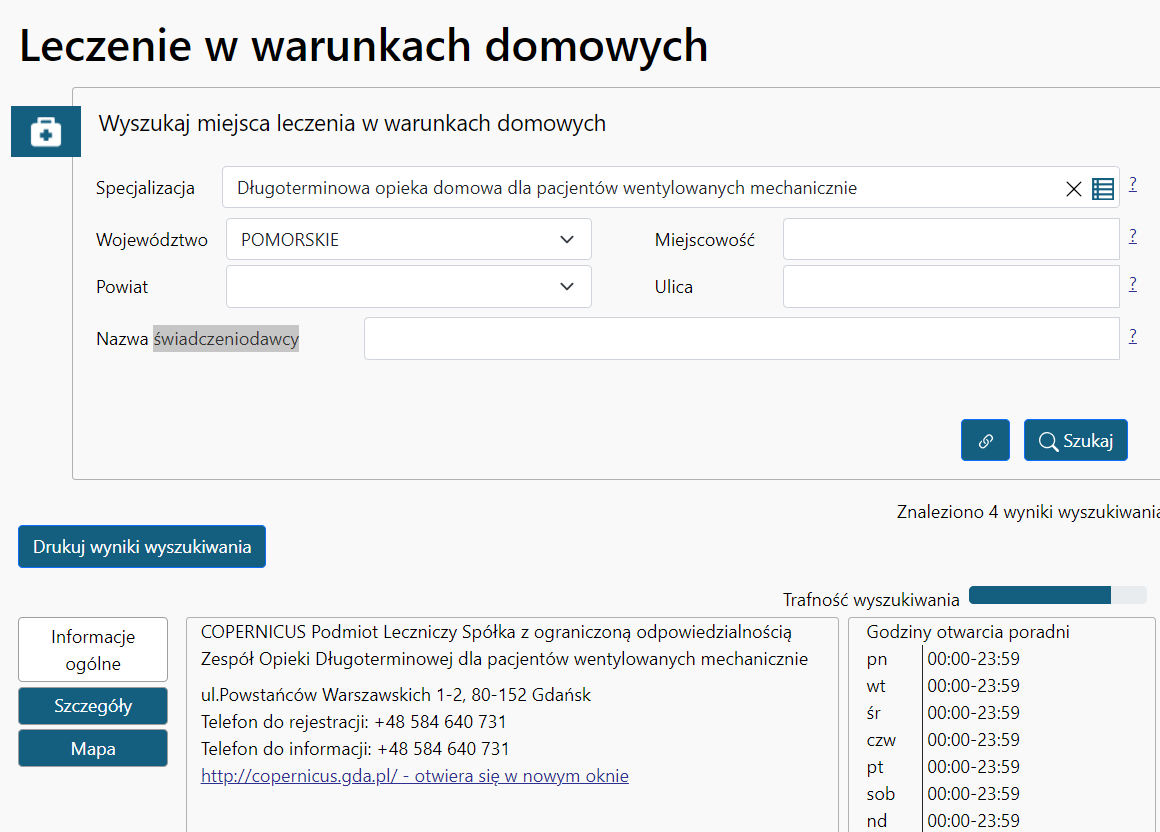 Leczenie w warunkach domowych
Wyszukaj miejsca leczenia w warunkach domowych
Specjalizacja
Długoterminowa opieka domowa dla pacjentów wentylowanych mechanicznie
?
Województwo
POMORSKIE
Miejscowość
?
Powiat
Ulica
?
Nazwa świadczeniodawcy
?
Szukaj
Znaleziono 4 wyniki wyszukiwania
Drukuj wyniki wyszukiwania
Trafność wyszukiwania
Informacje
ogólne
Szczegóły
Mapa
COPERNICUS Podmiot Leczniczy Spółka z ograniczoną odpowiedzialnością
Zespół Opieki Długoterminowej dla pacjentów wentylowanych mechanicznie
ul.Powstańców Warszawskich 1-2, 80-152 Gdańsk
Telefon do rejestracji: +48 584 640 731
Telefon do informacji: +48 584 640 731
http://copernicus.gda.pl/ - otwiera się w nowym oknie
Godziny otwarcia poradni
pn 00:00-23:59
wt 00:00-23:59
śr 00:00-23:59
czw 00:00-23:59
pt 00:00-23:59
sob 00:00-23:59
nd 00:00-23:59